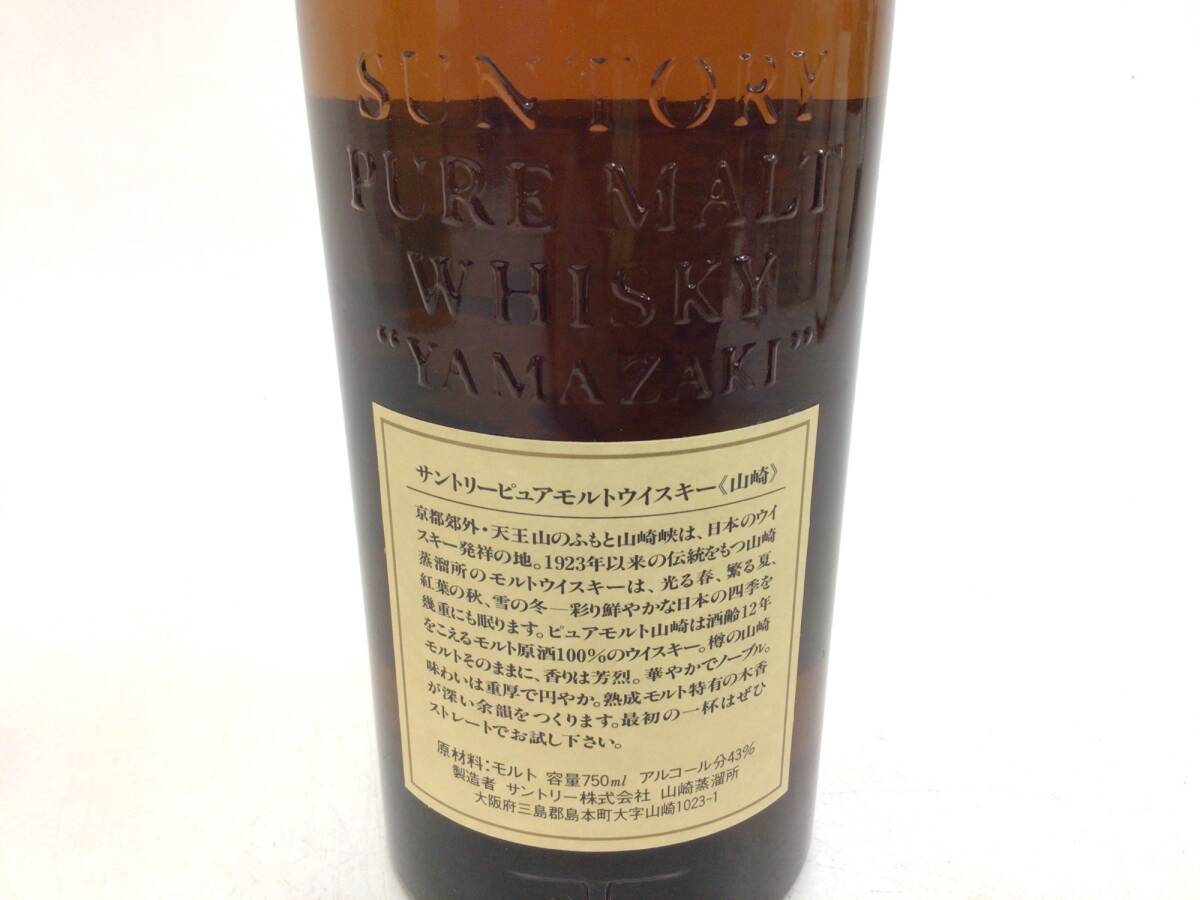 SUNTORY
PURE MALT
WHISKY
“YAMAZAKI”
サントリーピュアモルトウイスキー《山崎》
京都郊外・天王山のふもと山崎峡は、日本のウイ
スキー発祥の地。1923年以来の伝統をもつ山崎
蒸溜所のモルトウイスキーは、光る春、繁る夏、
紅葉の秋、雪の冬―彩り鮮やかな日本の四季を
幾重にも眠ります。ピュアモルト山崎は酒齢12年
をこえるモルト原酒100%のウイスキー。樽の山崎
モルトそのままに、香りは芳烈。華やかでノーブル。
味わいは重厚で円やか。熟成モルト特有の木香
が深い余韻をつくります。最初の一杯はぜひ
ストレートでお試し下さい。
原材料:モルト 容量750ml アルコール分43%
製造者 サントリー株式会社 山崎蒸溜所
大阪府三島郡島本町大字山崎1023-1